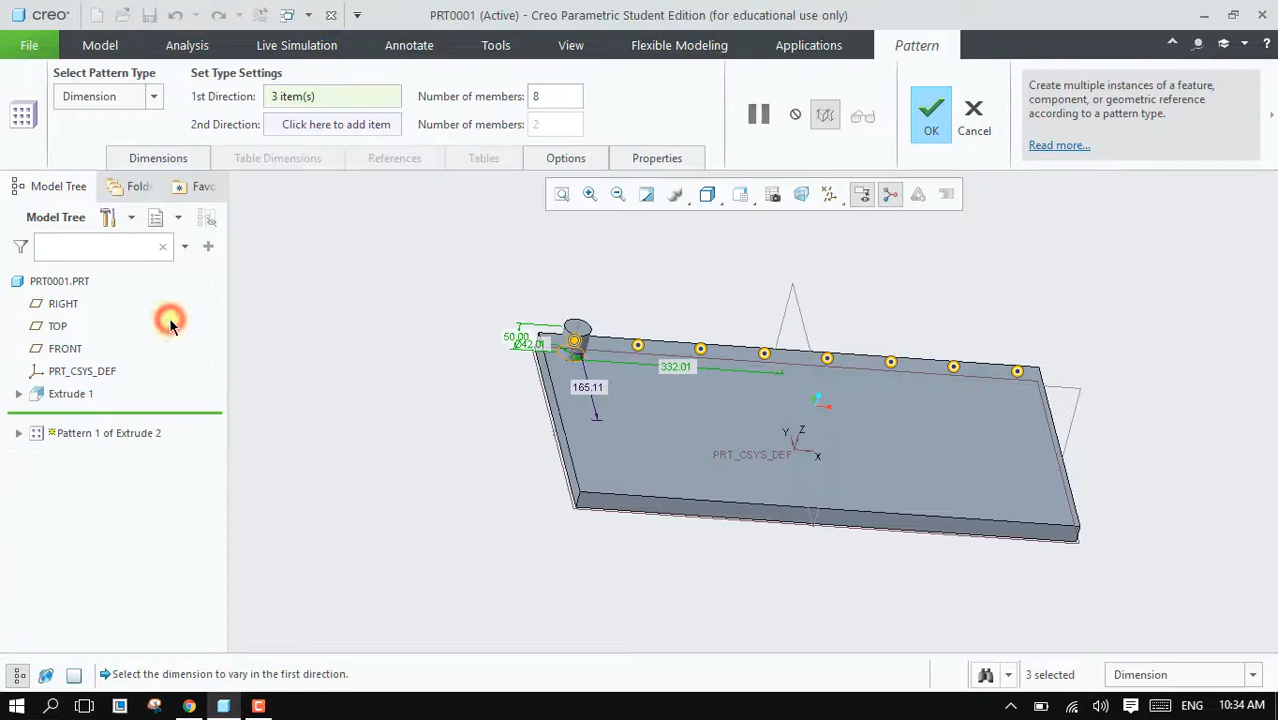 creo
PRT0001 (Active) - Creo Parametric Student Edition (for educational use only)
File
Model
Analysis
Live Simulation
Annotate
Tools
View
Flexible Modeling
Applications
Pattern
Select Pattern Type
Set Type Settings
Dimension
1st Direction:
3 item(s)
Number of members:
8
2nd Direction:
Click here to add item
Number of members:
2
OK
Cancel
Create multiple instances of a feature,
component, or geometric reference
according to a pattern type.
Read more...
Dimensions
Table Dimensions
References
Tables
Options
Properties
Model Tree
Fold
Favo
Model Tree
PRT0001.PRT
RIGHT
TOP
FRONT
PRT_CSYS_DEF
Extrude 1
Pattern 1 of Extrude 2
50.00
Ø42.01
332.01
165.11
Y
Z
PRT_CSYS_DEF
X
Select the dimension to vary in the first direction.
3 selected
Dimension
ENG
10:34 AM